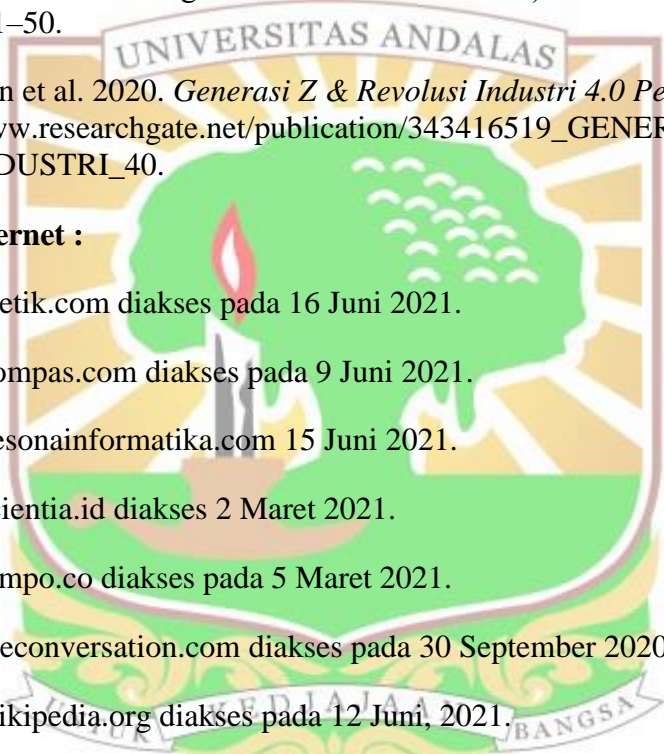 1–50.
UNIVERSITAS ANDALAS
n et al. 2020. Generasi Z & Revolusi Industri 4.0 Pe
ww.researchgate.net/publication/343416519_GENER
DUSTRI_40.
ernet :
etik.com diakses pada 16 Juni 2021.
ompas.com diakses pada 9 Juni 2021.
esonainformatika.com 15 Juni 2021.
cientia.id diakses 2 Maret 2021.
mpo.co diakses pada 5 Maret 2021.
econversation.com diakses pada 30 September 2020
ikipedia.org diakses pada 12 Juni, 2021.
UNTUK KEDJAJAAN BANGSA